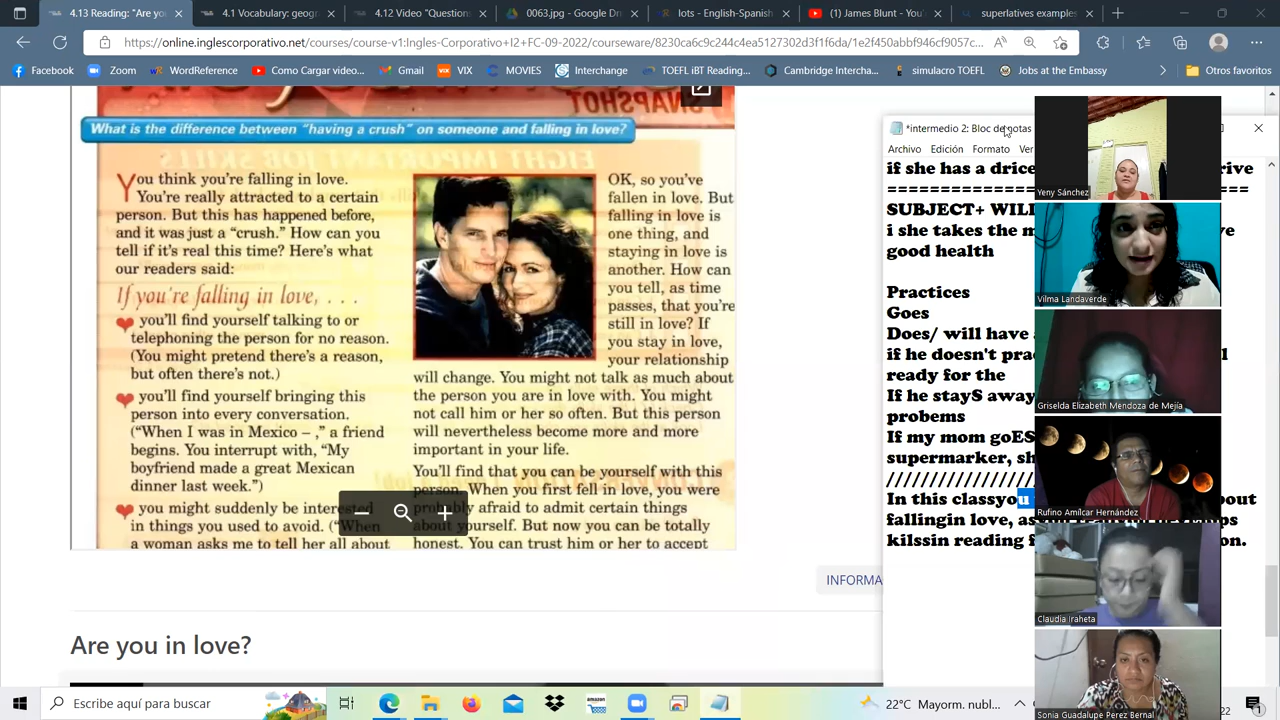 4.13 Reading: "Are you
4.1 Vocabulary: geogr
4.12 Video "Questions
0063.jpg - Google Dr
lots - English-Spanish
(1) James Blunt - You'r
superlatives examples
https://online.inglescorporativo.net/courses/course-v1:Ingles-Corporativo+I2+FC-09-2022/courseware/8230ca6c9c244c4ea5127302d3f1f6da/1e2f450abbf946cf9057c...
Facebook
Zoom
WordReference
Como Cargar video...
Gmail
VIX
MOVIES
Interchange
TOEFL iBT Reading...
Cambridge Intercha...
simulacro TOEFL
Jobs at the Embassy
Otros favoritos
SNAPSHOT
What is the difference between "having a crush" on someone and falling in love?
You think you're falling in love.
You're really attracted to a certain
person. But this has happened before,
and it was just a "crush." How can you
tell if it's real this time? Here's what
our readers said:
If you're falling in love, . . .
you'll find yourself talking to or
telephoning the person for no reason.
(You might pretend there's a reason,
but often there's not.)
you'll find yourself bringing this
person into every conversation.
("When I was in Mexico – ," a friend
begins. You interrupt with, "My
boyfriend made a great Mexican
dinner last week.")
you might suddenly be interested
in things you used to avoid. ("When
a woman asks me to tell her all about
OK, so you've
fallen in love. But
falling in love is
one thing, and
staying in love is
another. How can
you tell, as time
passes, that you're
still in love? If
you stay in love,
your relationship
will change. You might not talk as much about
the person you are in love with. You might
not call him or her so often. But this person
will nevertheless become more and more
important in your life.
You'll find that you can be yourself with this
person. When you first fell in love, you were
probably afraid to admit certain things
about yourself. But now you can be totally
honest. You can trust him or her to accept
INFORMA
Are you in love?
*intermedio 2: Bloc de notas
Archivo Edición Formato Ver
if she has a drice rive
SUBJECT+ WILL
i she takes the m ve
good health
Practices
Goes
Does/ will have
if he doesn't pra l
ready for the
If he stayS away
probems
If my mom goES
supermarker, sh
////////////////
In this classyou bout
fallingin love, as pps
kilssin reading f on.
Yeny Sánchez
Vilma Landaverde
Griselda Elizabeth Mendoza de Mejía
Rufino Amílcar Hernández
Claudia Iraheta
Sonia Guadalupe Perez Bernal
Escribe aquí para buscar
amazon
22°C Mayorm. nubl...
22
1